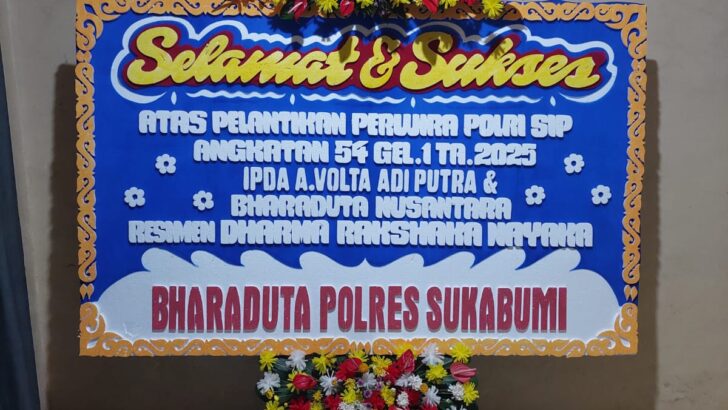 Selamat & Sukses
ATAS PELANTIKAN PERWIRA POLRI SIP
ANGKATAN 54 GEL.1 TA.2025
IPDA A.VOLTA ADI PUTRA &
BHARADUTA NUSANTARA
RESIMEN DHARMA RAKSHAKA NAYAKA
BHARADUTA POLRES SUKABUMI